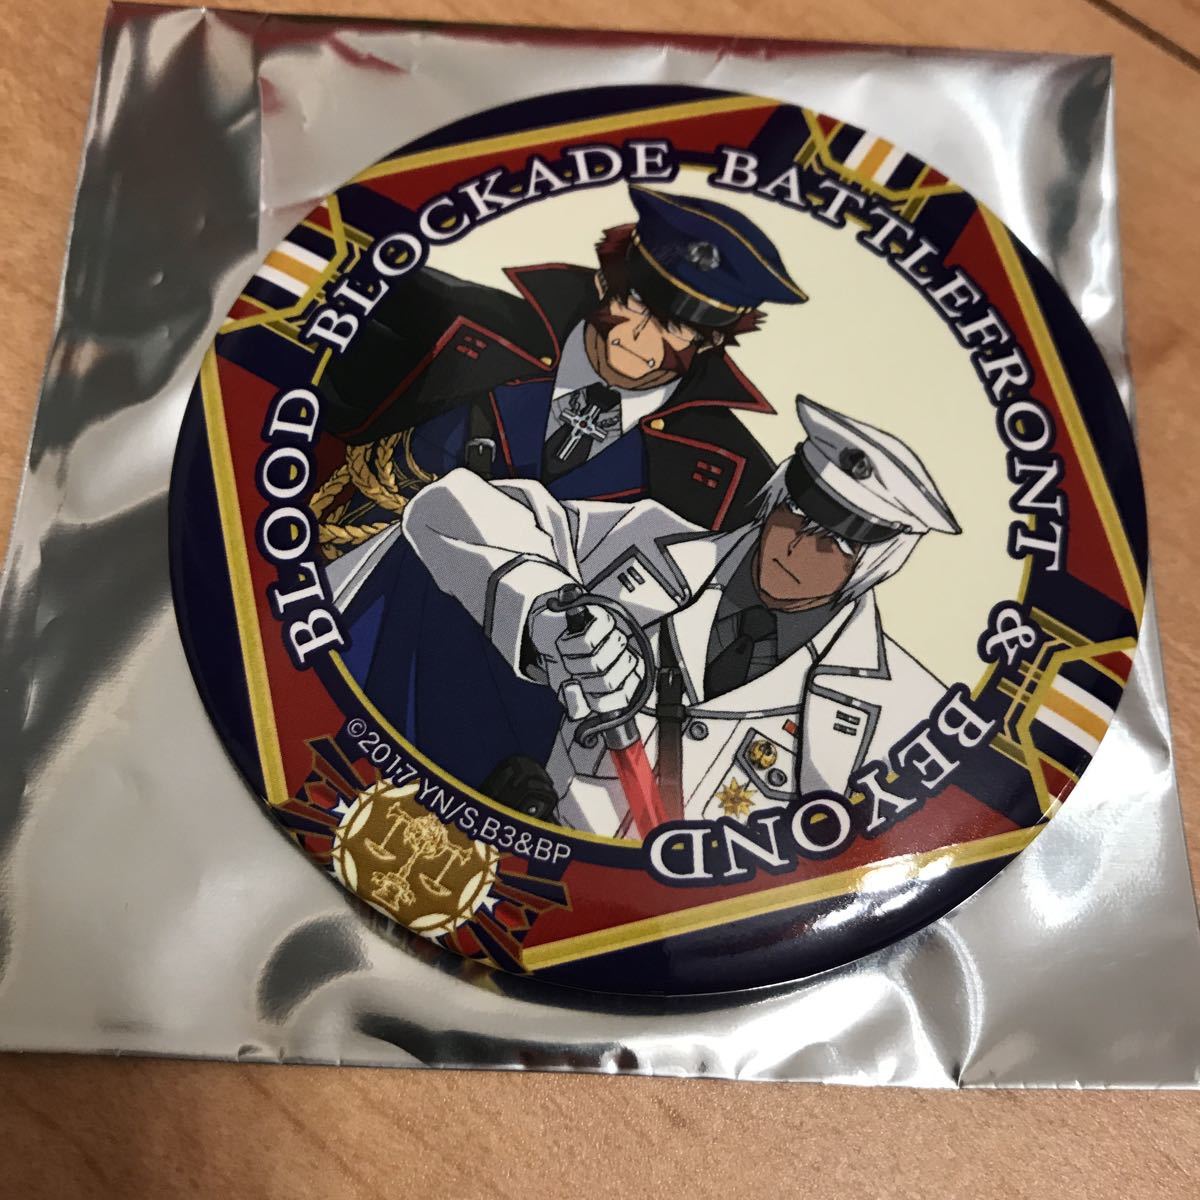 BLOOD BLOCKADE BATTLEFRONT & BEYOND
©2017 YN/S,B3&BP